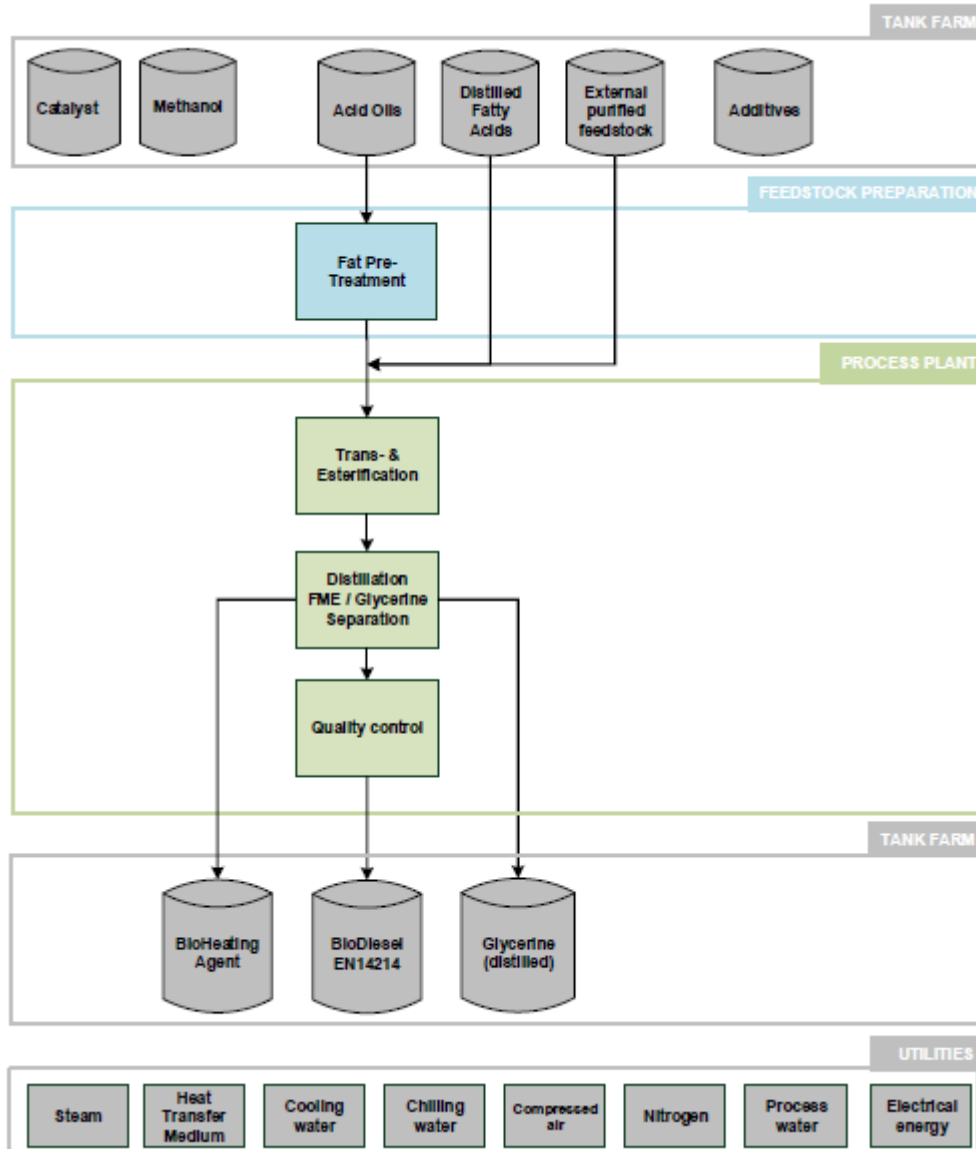 TANK FARM
Catalyst
Methanol
Acid Oils
Distilled
Fatty
Acids
External
purified
feedstock
Additives
FEEDSTOCK PREPARATION
Fat Pre-
Treatment
PROCESS PLANT
Trans- &
Esterification
Distillation
FME / Glycerine
Separation
Quality control
TANK FARM
BioHeating
Agent
BioDiesel
EN14214
Glycerine
(distilled)
UTILITIES
Steam
Heat
Transfer
Medium
Cooling
water
Chilling
water
Compressed
air
Nitrogen
Process
water
Electrical
energy